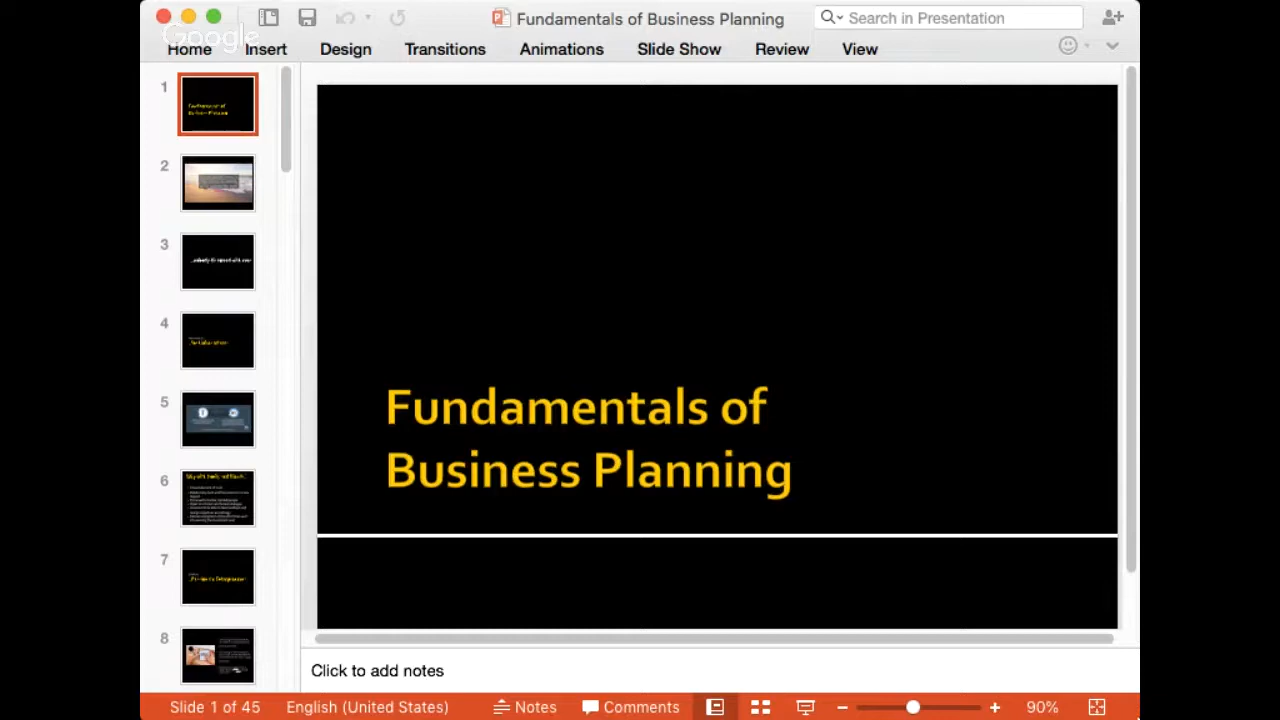 Fundamentals of Business Planning
Search in Presentation
Google
Home Insert Design Transitions Animations Slide Show Review View
1
2
3
4
5
6
7
8
Fundamentals of
Business Planning
Click to add notes
Slide 1 of 45 English (United States) Notes Comments 90%